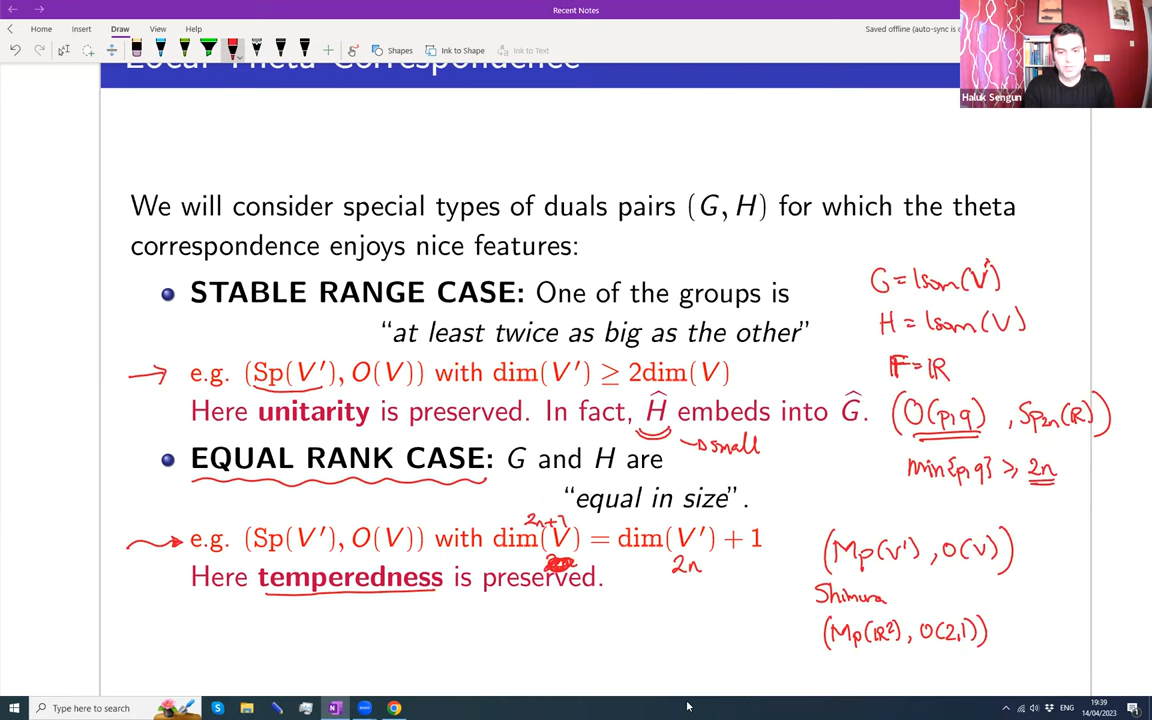 Recent Notes
Home Insert Draw View Help
Saved offline (auto-sync is
Shapes Ink to Shape Ink to Text
Haluk Sengun
Local Theta Correspondence
We will consider special types of duals pairs (G, H) for which the theta
correspondence enjoys nice features:
STABLE RANGE CASE: One of the groups is
"at least twice as big as the other"
e.g. (Sp(V′), O(V)) with dim(V′) ≥ 2dim(V)
Here unitarity is preserved. In fact, Ĥ embeds into Ĝ.
→ small
EQUAL RANK CASE: G and H are
"equal in size".
2n+1
e.g. (Sp(V′), O(V)) with dim(V) = dim(V′) + 1
2n
Here temperedness is preserved.
G = Isom(V′)
H = Isom(V)
F = ℝ
(O(p,q), Sp2n(ℝ))
min{p,q} ≥ 2n
(Mp(V′), O(V))
Shimura
(Mp(ℝ²), O(2,1))
Type here to search
ENG
19:39
14/04/2023